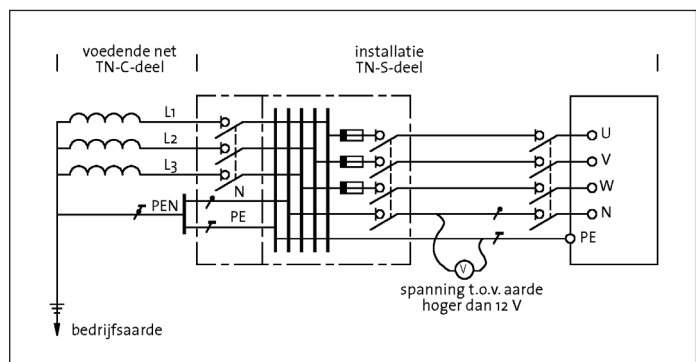 voedende net
TN-C-deel
installatie
TN-S-deel
L1
L2
L3
N
PEN
PE
U
V
W
N
PE
V
spanning t.o.v. aarde
hoger dan 12 V
bedrijfsaarde